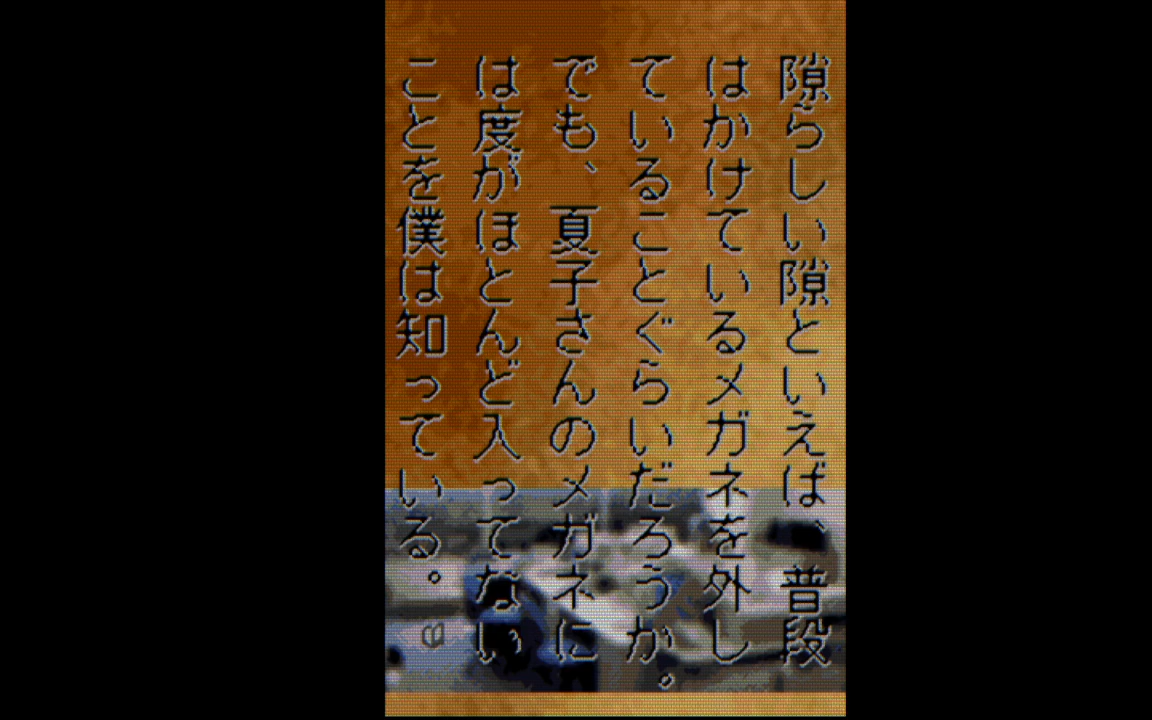 隙らしい隙といえば、普段
はかけているメガネを外し
ていることぐらいだろうか。
でも、夏子さんのメガネに
は度がほとんど入ってない
ことを僕は知っている。